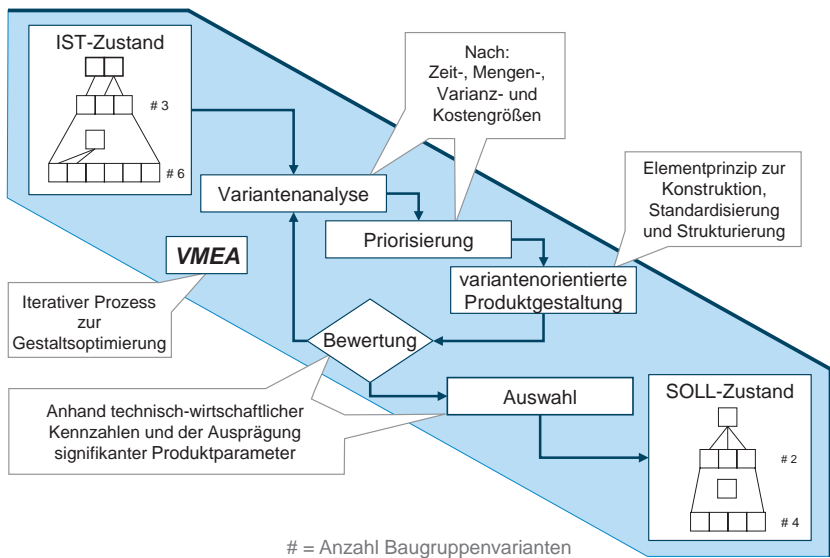 IST-Zustand
# 3
# 6
Nach:
Zeit-, Mengen-,
Varianz- und
Kostengrößen
Variantenanalyse
Elementprinzip zur
Konstruktion,
Standardisierung
und Strukturierung
Priorisierung
VMEA
variantenorientierte
Produktgestaltung
Iterativer Prozess
zur
Gestaltsoptimierung
Bewertung
Auswahl
Anhand technisch-wirtschaftlicher
Kennzahlen und der Ausprägung
signifikanter Produktparameter
SOLL-Zustand
# 2
# 4
# = Anzahl Baugruppenvarianten